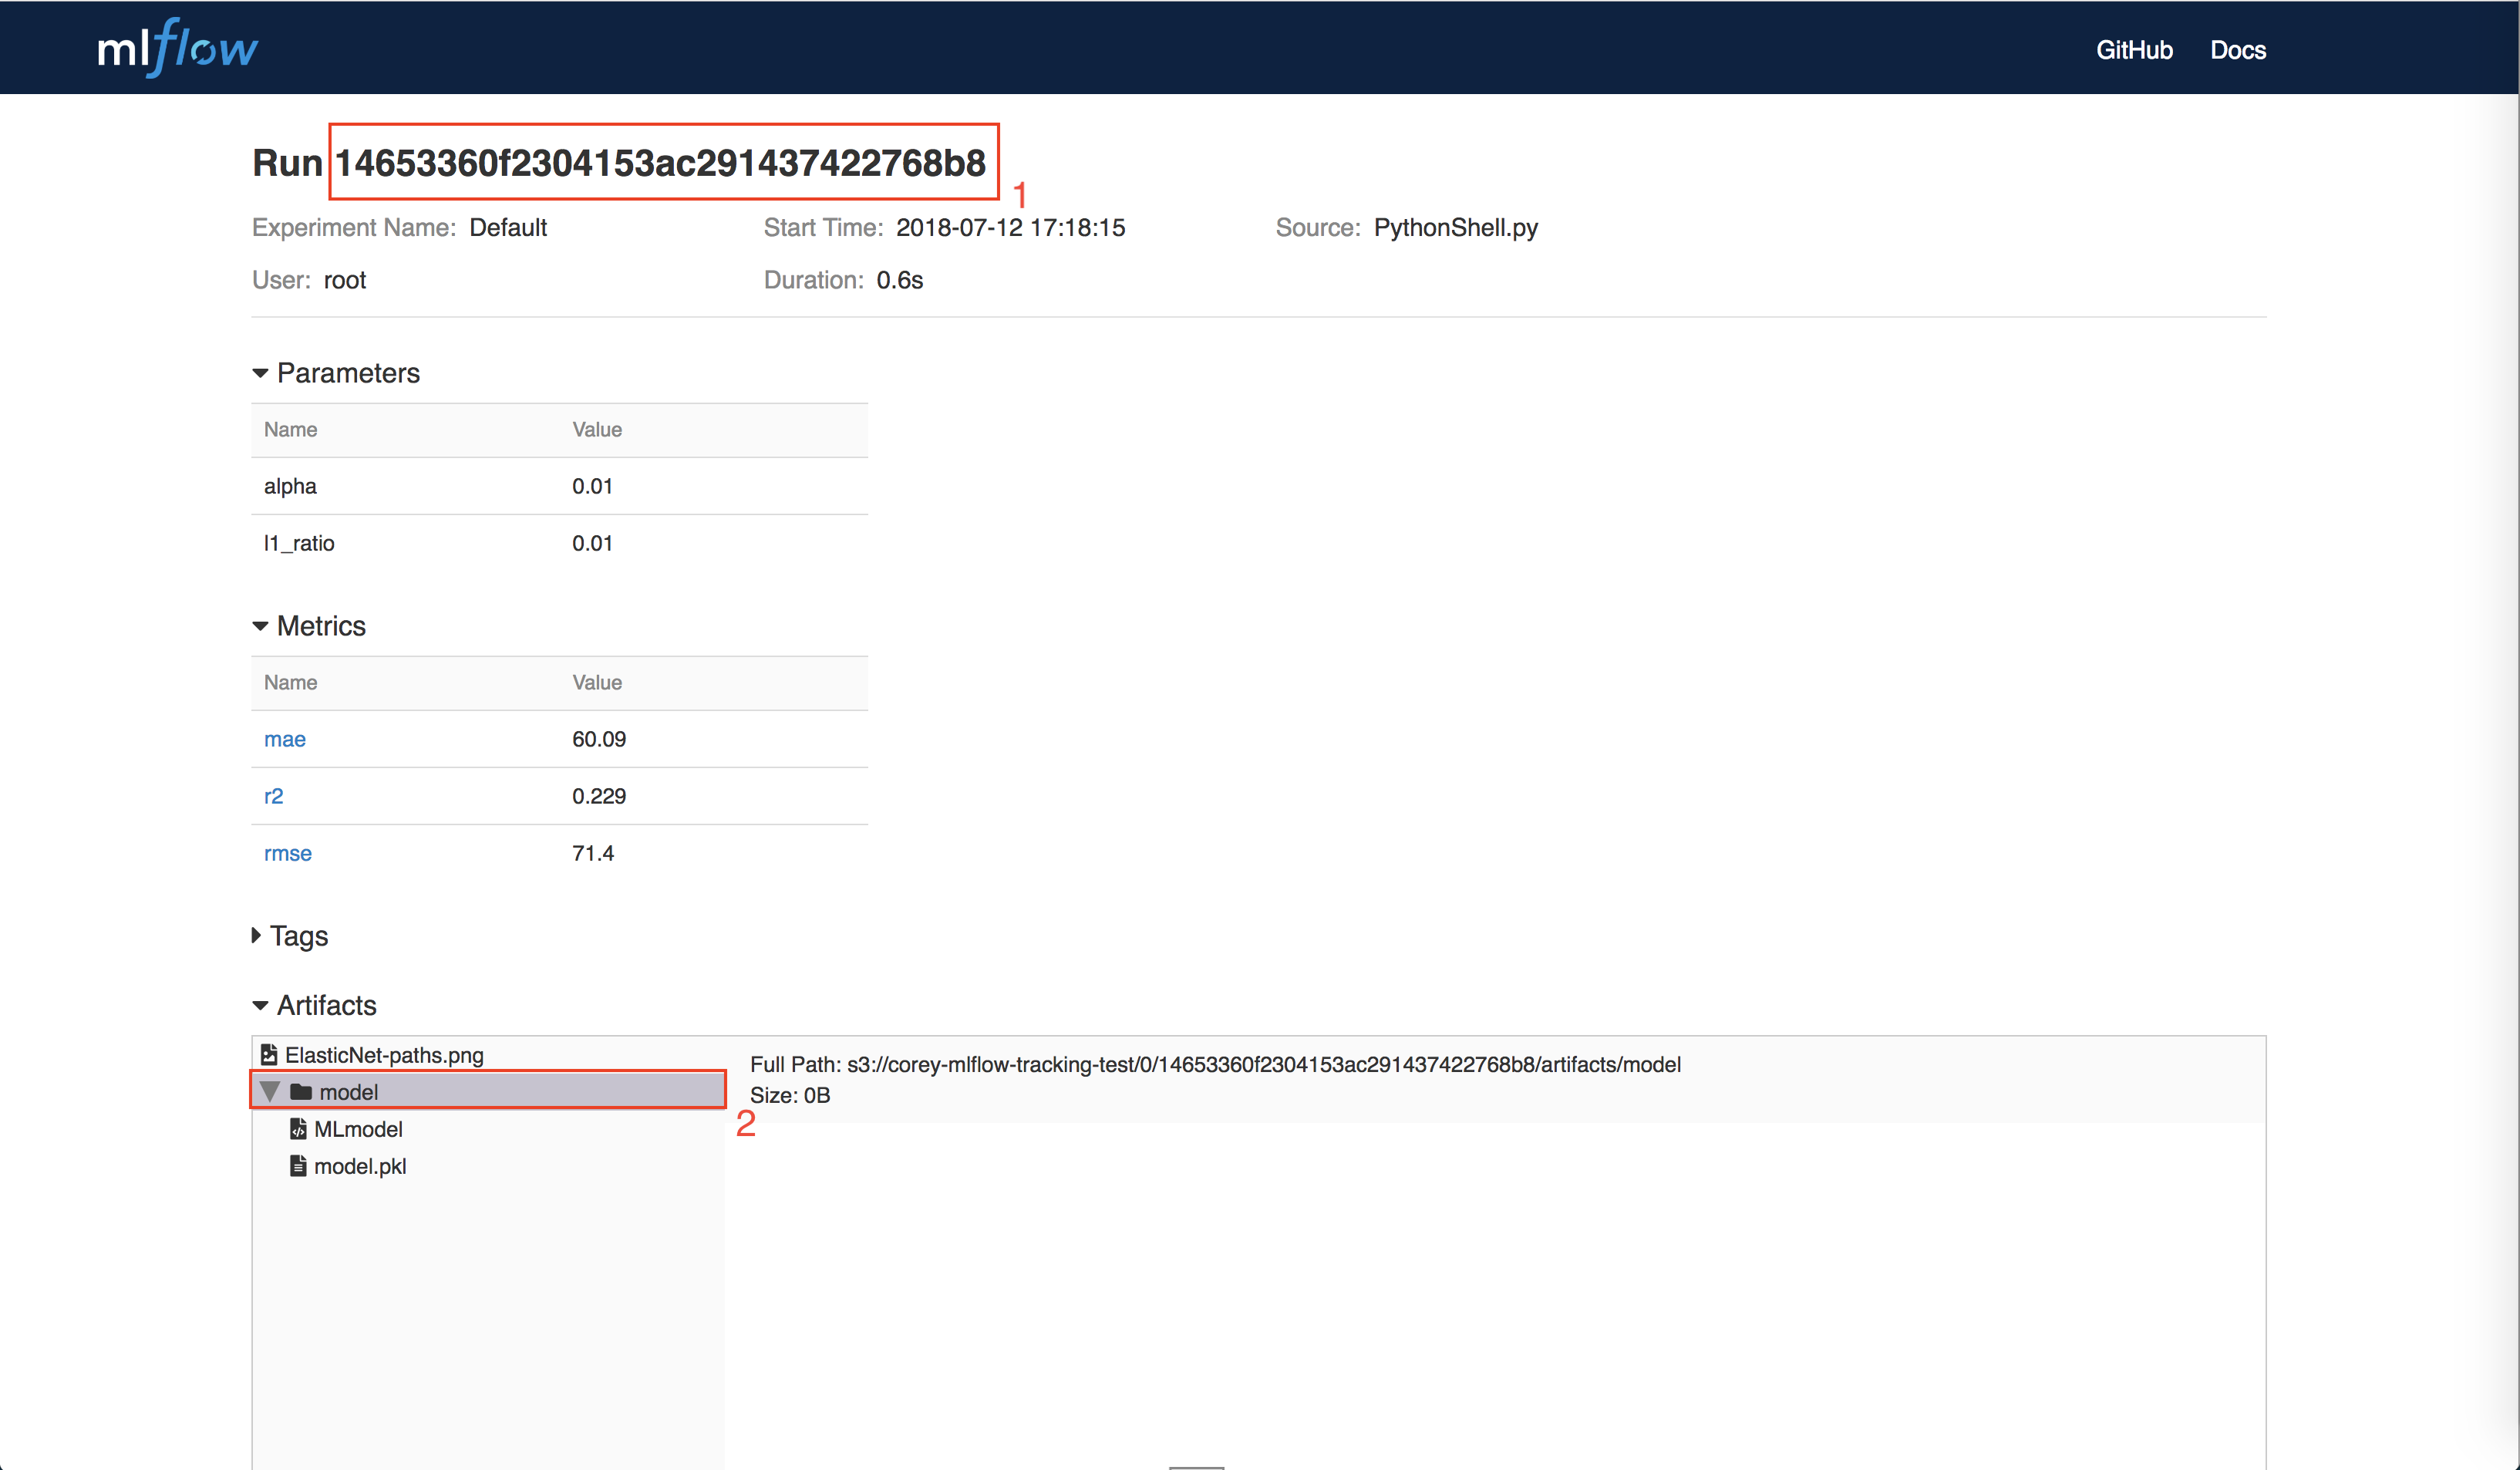 mlflow GitHub Docs
Run 14653360f2304153ac291437422768b8
1
Experiment Name: Default Start Time: 2018-07-12 17:18:15 Source: PythonShell.py
User: root Duration: 0.6s
Parameters
Name Value
alpha 0.01
l1_ratio 0.01
Metrics
Name Value
mae 60.09
r2 0.229
rmse 71.4
Tags
Artifacts
ElasticNet-paths.png
model
2
MLmodel
model.pkl
Full Path: s3://corey-mlflow-tracking-test/0/14653360f2304153ac291437422768b8/artifacts/model
Size: 0B